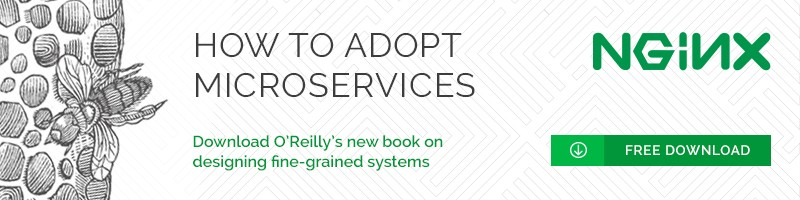 HOW TO ADOPT
MICROSERVICES
NGiNX
Download O'Reilly's new book on
designing fine-grained systems
FREE DOWNLOAD